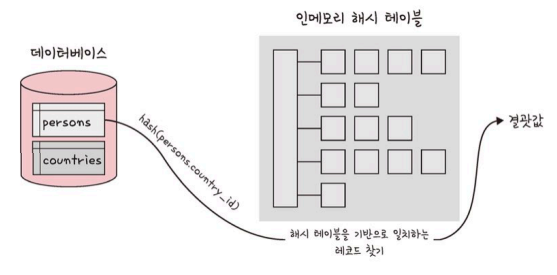 인메모리 해시 테이블
데이터베이스
persons
countries
hash(persons.country_id)
결괏값
해시 테이블을 기반으로 일치하는
레코드 찾기